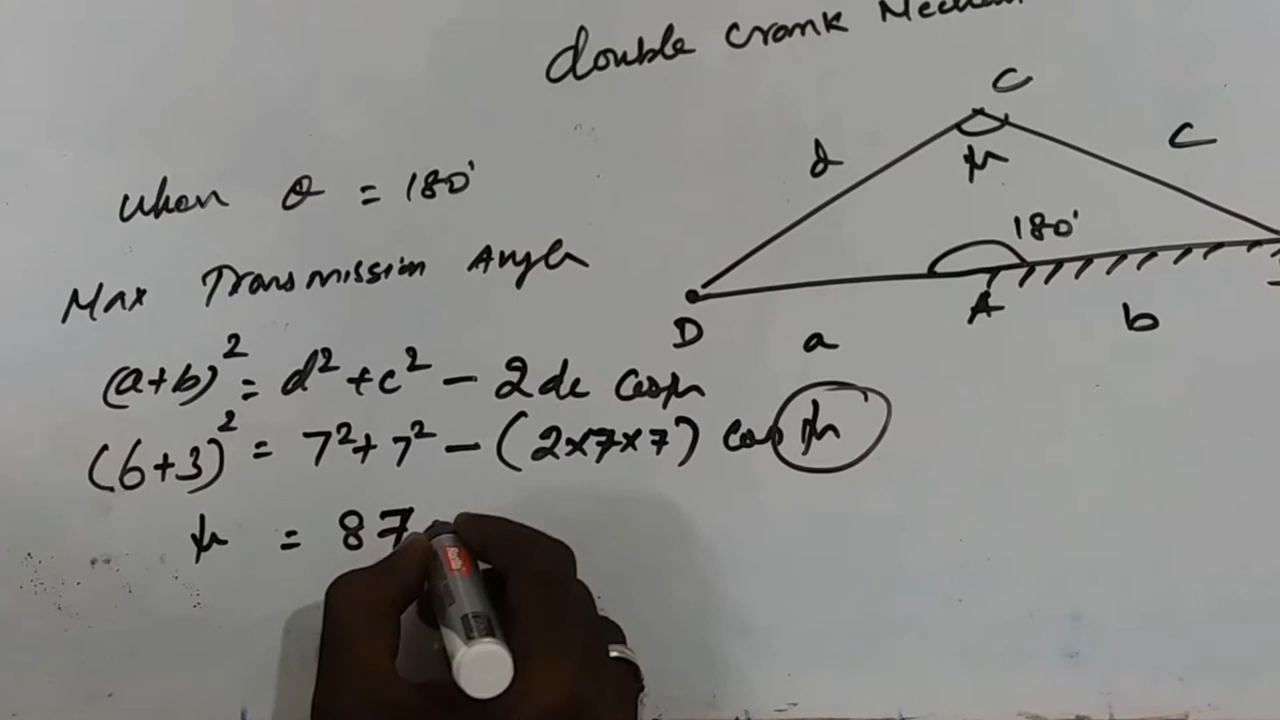 double crank
C
d
c
μ
when θ = 180°
180°
Max Transmission Angle
A
D
b
a
(a+b)² = d² + c² - 2dc cosμ
(6+3)² = 7² + 7² - (2×7×7) cos μ
μ = 87